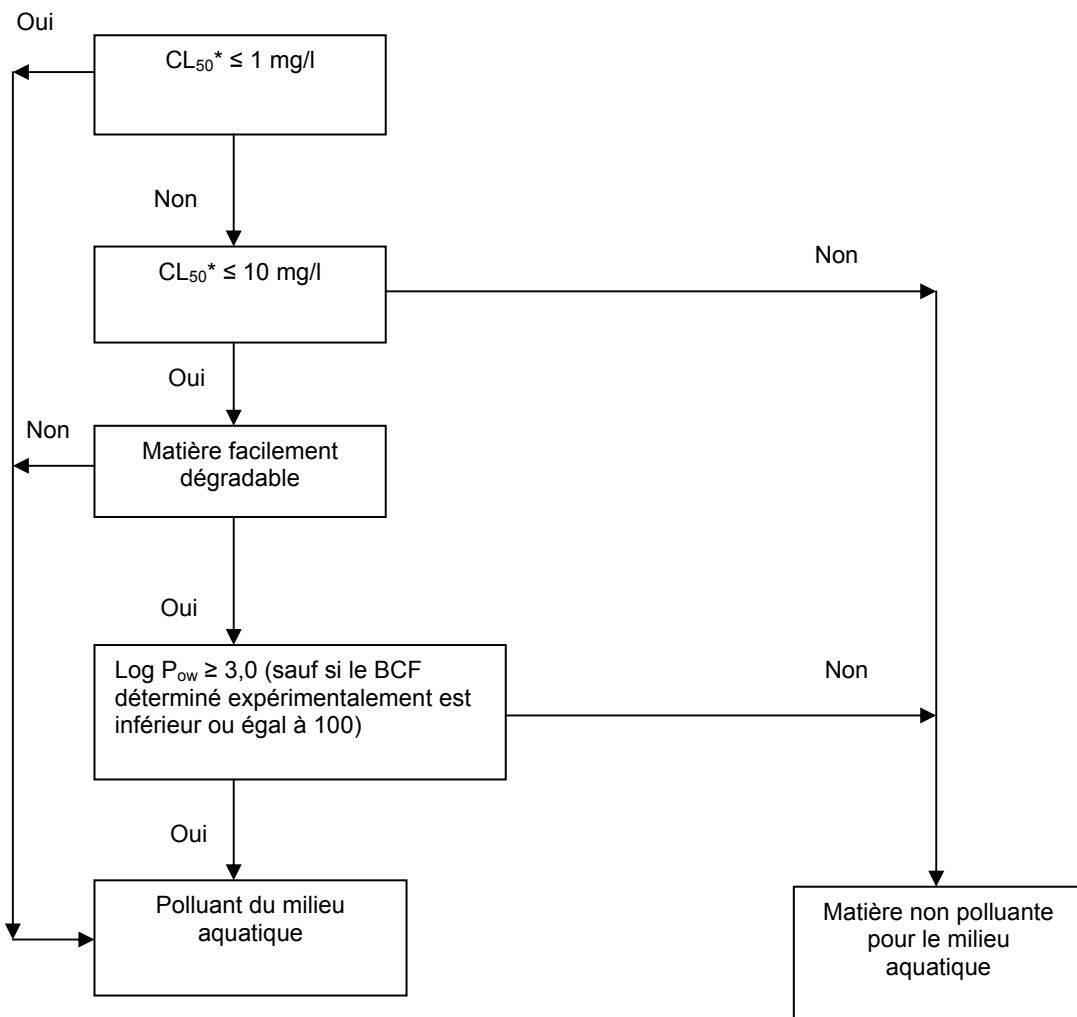 Oui
CL50* ≤ 1 mg/l
Non
CL50* ≤ 10 mg/l
Non
Oui
Non
Matière facilement
dégradable
Oui
Log Pow ≥ 3,0 (sauf si le BCF
déterminé expérimentalement est
inférieur ou égal à 100)
Non
Oui
Polluant du milieu
aquatique
Matière non polluante
pour le milieu
aquatique